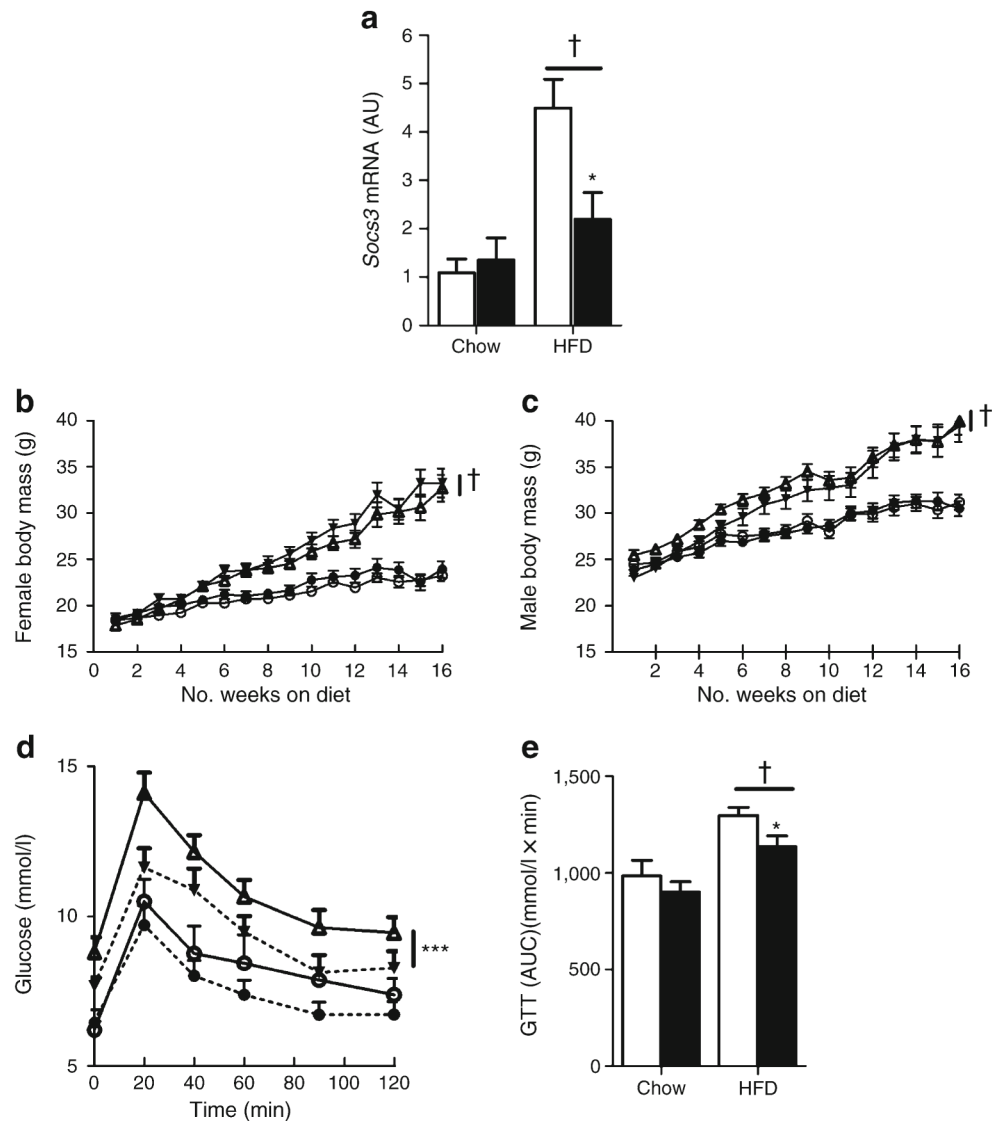 a
†
6
5
4
3
2
1
0
*
Socs3 mRNA (AU)
Chow HFD
b
40
35
30
25
20
15
†
Female body mass (g)
0 2 4 6 8 10 12 14 16
No. weeks on diet
c
40
35
30
25
20
15
†
Male body mass (g)
2 4 6 8 10 12 14 16
No. weeks on diet
d
15
10
5
***
Glucose (mmol/l)
0 20 40 60 80 100 120
Time (min)
e
1,500
1,000
500
0
†
*
GTT (AUC)(mmol/l × min)
Chow HFD